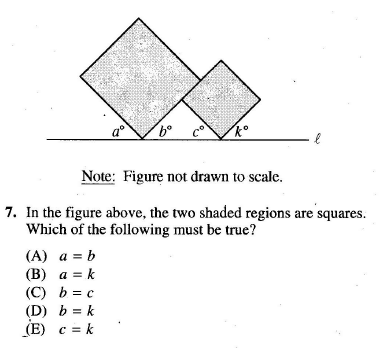 a° b° c° k° ℓ
Note: Figure not drawn to scale.
7. In the figure above, the two shaded regions are squares.
Which of the following must be true?
(A) a = b
(B) a = k
(C) b = c
(D) b = k
(E) c = k